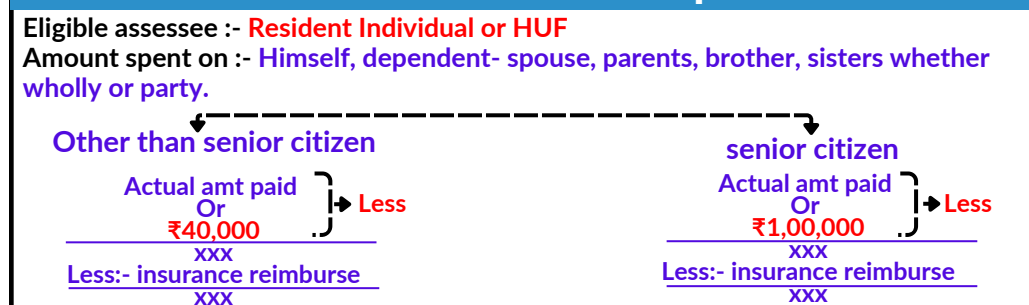 Eligible assessee :- Resident Individual or HUF
Amount spent on :- Himself, dependent- spouse, parents, brother, sisters whether
wholly or party.
Other than senior citizen
Actual amt paid
Or
₹40,000
Less
xxx
Less:- insurance reimburse
xxx
senior citizen
Actual amt paid
Or
₹1,00,000
Less
xxx
Less:- insurance reimburse
xxx